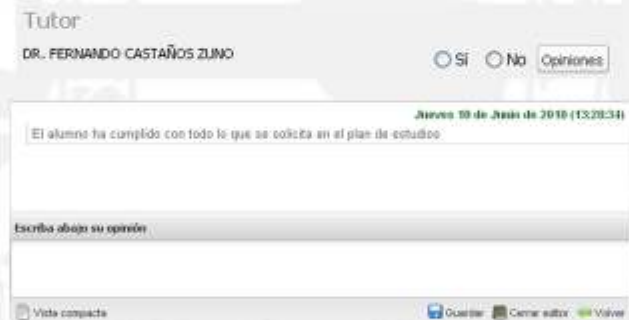 Tutor
DR. FERNANDO CASTAÑOS ZUNO
Sí No Opiniones
Jueves 10 de Junio de 2010 (13:28:34)
El alumno ha cumplido con todo lo que se solicita en el plan de estudios
Escriba abajo su opinión
Vista compacta Guardar Cerrar editor Volver